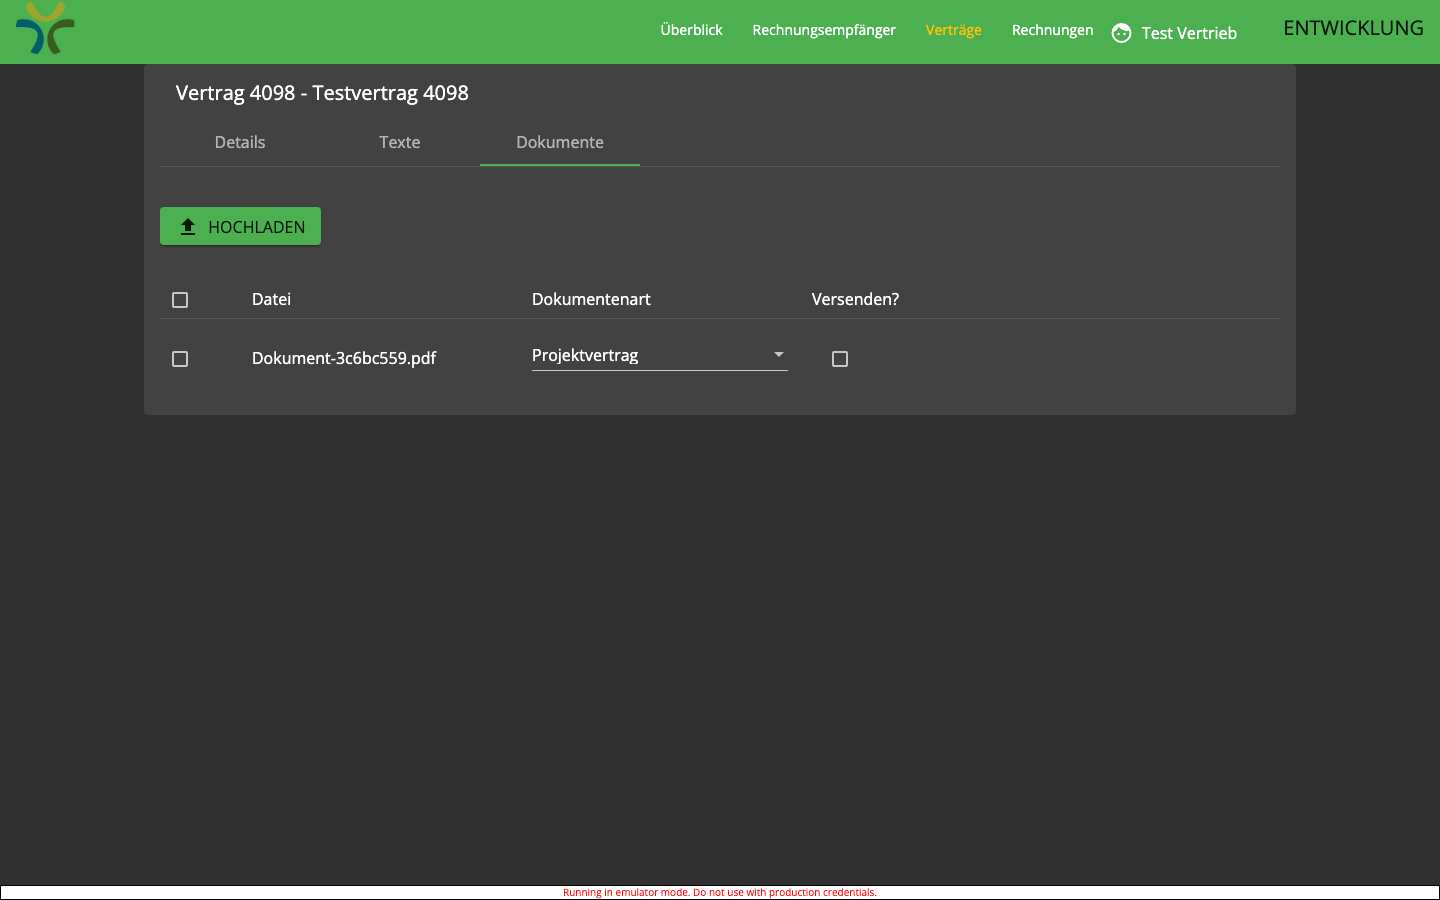 Überblick Rechnungsempfänger Verträge Rechnungen Test Vertrieb ENTWICKLUNG
Vertrag 4098 - Testvertrag 4098
Details Texte Dokumente
HOCHLADEN
Datei Dokumentenart Versenden?
Dokument-3c6bc559.pdf Projektvertrag
Running in emulator mode. Do not use with production credentials.